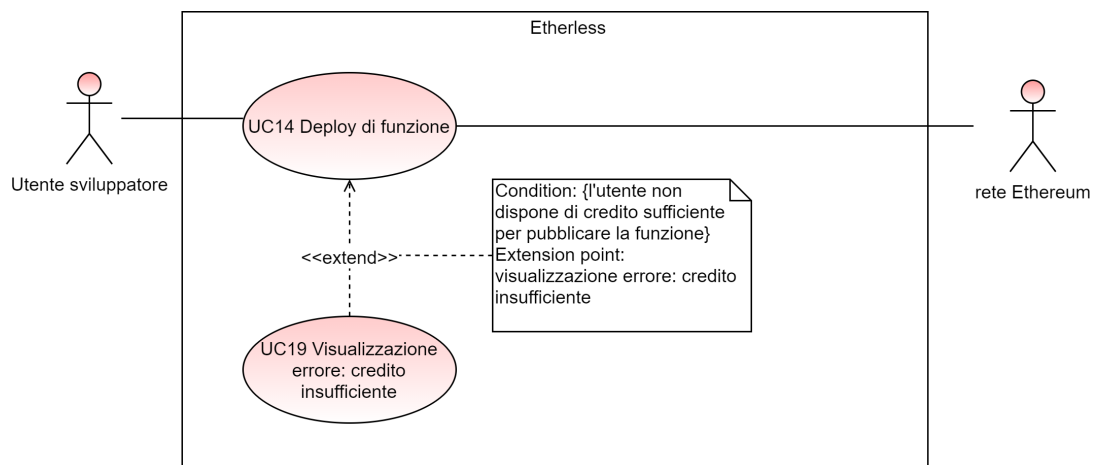 Etherless
UC14 Deploy di funzione
Utente sviluppatore
rete Ethereum
Condition: {l'utente non
dispone di credito sufficiente
per pubblicare la funzione}
Extension point:
visualizzazione errore: credito
insufficiente
<<extend>>
UC19 Visualizzazione
errore: credito
insufficiente